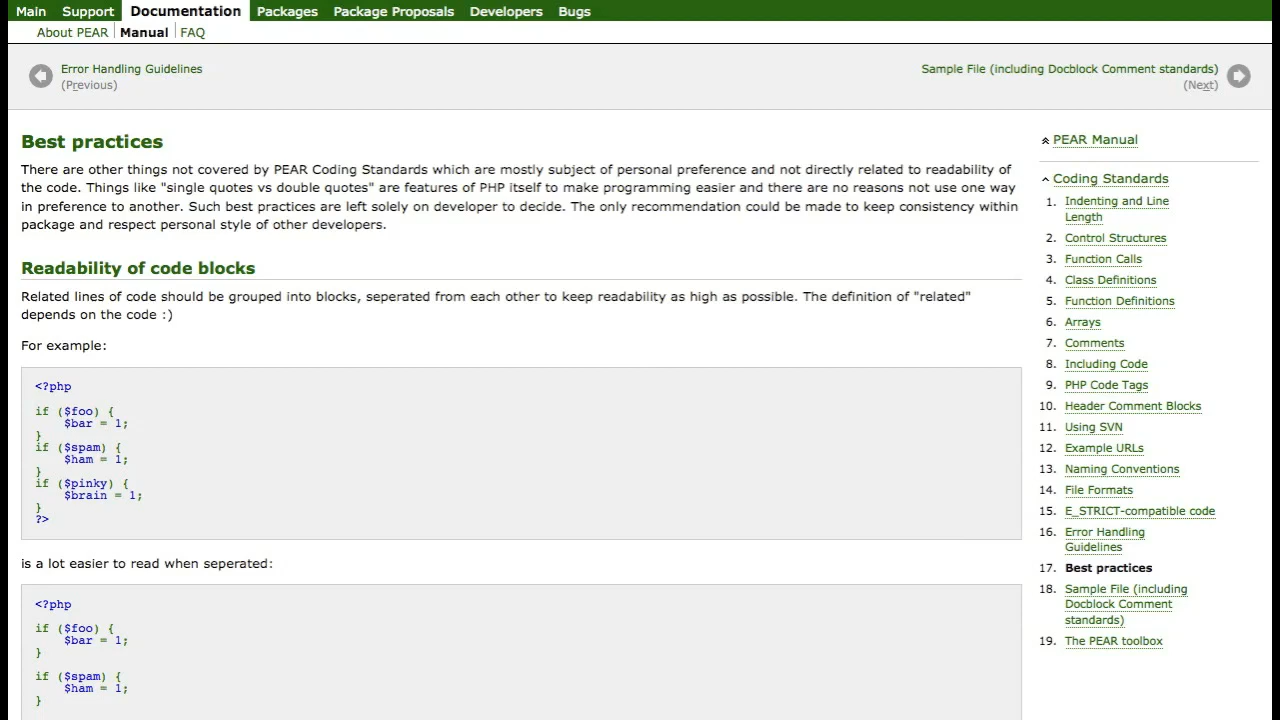 Main Support Documentation Packages Package Proposals Developers Bugs
About PEAR Manual FAQ
Error Handling Guidelines
(Previous)
Sample File (including Docblock Comment standards)
(Next)
Best practices
There are other things not covered by PEAR Coding Standards which are mostly subject of personal preference and not directly related to readability of
the code. Things like "single quotes vs double quotes" are features of PHP itself to make programming easier and there are no reasons not use one way
in preference to another. Such best practices are left solely on developer to decide. The only recommendation could be made to keep consistency within
package and respect personal style of other developers.
Readability of code blocks
Related lines of code should be grouped into blocks, seperated from each other to keep readability as high as possible. The definition of "related"
depends on the code :)
For example:
<?php
if ($foo) {
    $bar = 1;
}
if ($spam) {
    $ham = 1;
}
if ($pinky) {
    $brain = 1;
}
?>
is a lot easier to read when seperated:
<?php
if ($foo) {
    $bar = 1;
}
if ($spam) {
    $ham = 1;
}
PEAR Manual
Coding Standards
1. Indenting and Line
Length
2. Control Structures
3. Function Calls
4. Class Definitions
5. Function Definitions
6. Arrays
7. Comments
8. Including Code
9. PHP Code Tags
10. Header Comment Blocks
11. Using SVN
12. Example URLs
13. Naming Conventions
14. File Formats
15. E_STRICT-compatible code
16. Error Handling
Guidelines
17. Best practices
18. Sample File (including
Docblock Comment
standards)
19. The PEAR toolbox